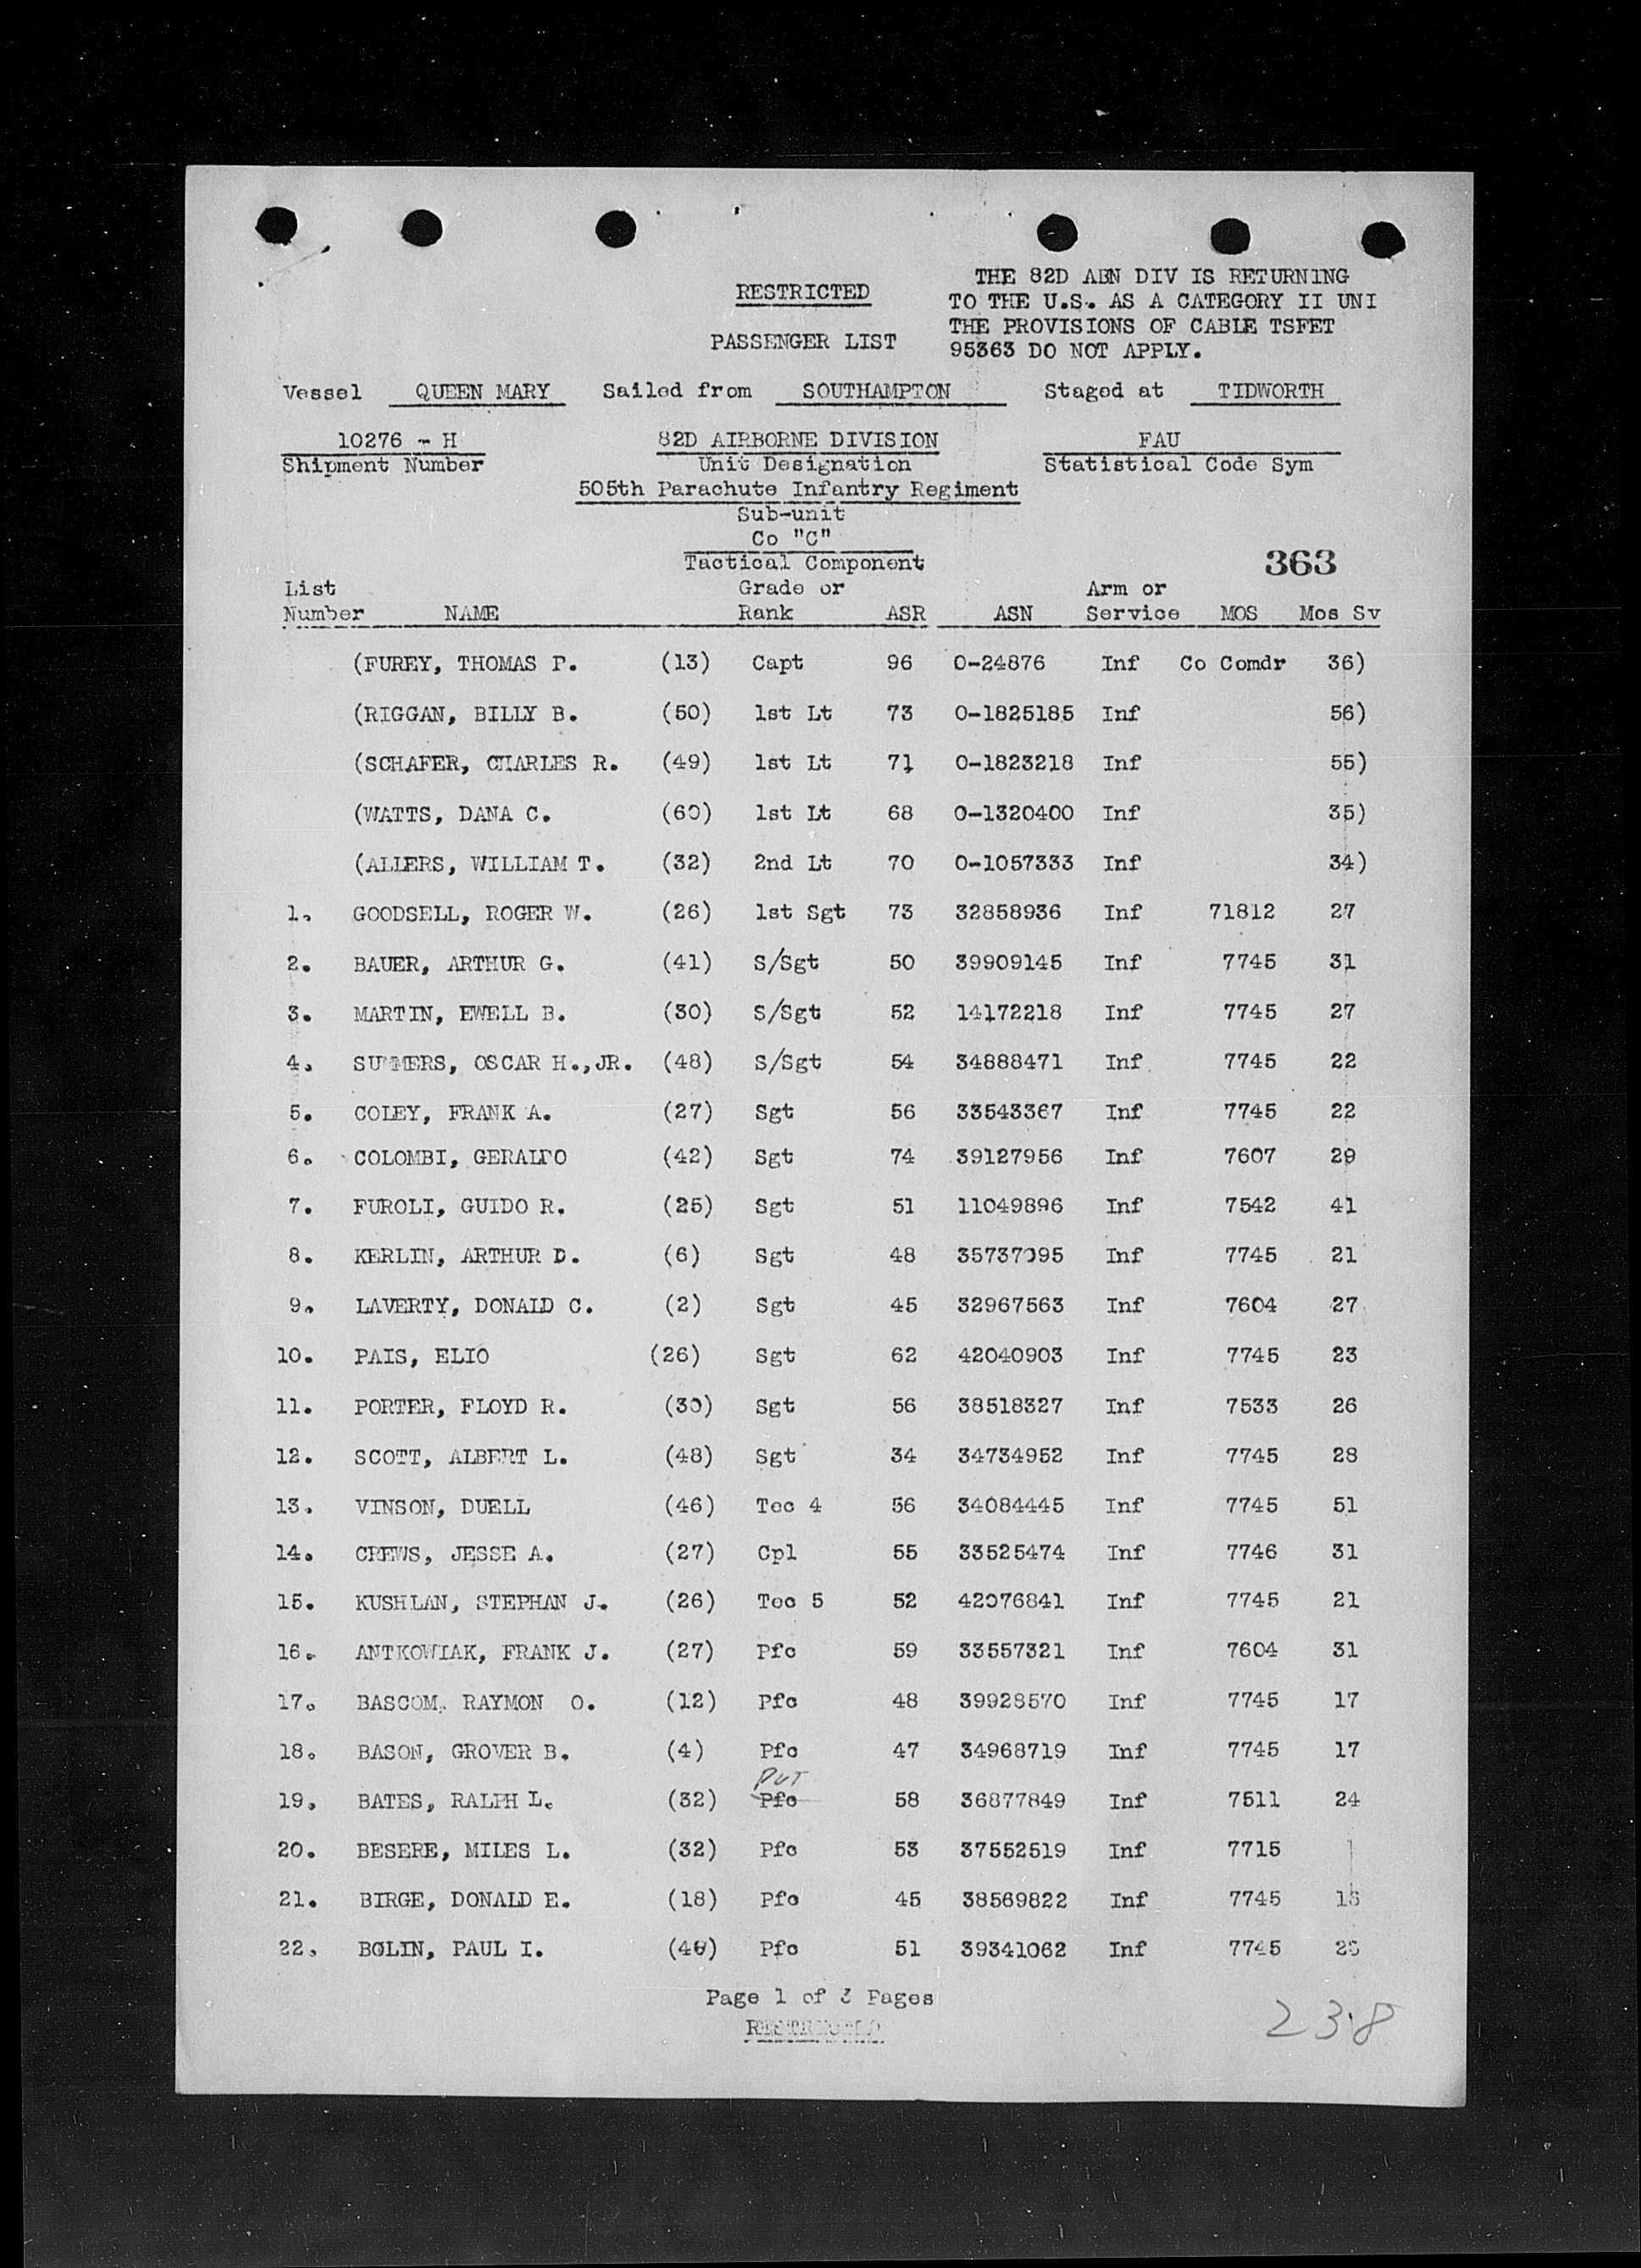 THE 82D ABN DIV IS RETURNING
RESTRICTED TO THE U.S. AS A CATEGORY II UNI
THE PROVISIONS OF CABLE TSFET
PASSENGER LIST 95363 DO NOT APPLY.
Vessel QUEEN MARY Sailed from SOUTHAMPTON Staged at TIDWORTH
10276 - H 82D AIRBORNE DIVISION FAU
Shipment Number Unit Designation Statistical Code Sym
505th Parachute Infantry Regiment
Sub-unit
Co "C"
Tactical Component 363
List Grade or Arm or
Number NAME Rank ASR ASN Service MOS Mos Sv
(FUREY, THOMAS P. (13) Capt 96 O-24876 Inf Co Comdr 36)
(RIGGAN, BILLY B. (50) 1st Lt 73 O-1825185 Inf 56)
(SCHAFER, CHARLES R. (49) 1st Lt 71 O-1823218 Inf 55)
(WATTS, DANA C. (60) 1st Lt 68 O-1320400 Inf 35)
(ALLERS, WILLIAM T. (32) 2nd Lt 70 O-1057333 Inf 34)
1. GOODSELL, ROGER W. (26) 1st Sgt 73 32858936 Inf 71812 27
2. BAUER, ARTHUR G. (41) S/Sgt 50 39909145 Inf 7745 31
3. MARTIN, EWELL B. (30) S/Sgt 52 14172218 Inf 7745 27
4. SUMMERS, OSCAR H.,JR. (48) S/Sgt 54 34888471 Inf 7745 22
5. COLEY, FRANK A. (27) Sgt 56 33543367 Inf 7745 22
6. COLOMBI, GERALDO (42) Sgt 74 39127956 Inf 7607 29
7. FUROLI, GUIDO R. (25) Sgt 51 11049896 Inf 7542 41
8. KERLIN, ARTHUR D. (6) Sgt 48 35737095 Inf 7745 21
9. LAVERTY, DONALD C. (2) Sgt 45 32967563 Inf 7604 27
10. PAIS, ELIO (26) Sgt 62 42040903 Inf 7745 23
11. PORTER, FLOYD R. (30) Sgt 56 38518327 Inf 7533 26
12. SCOTT, ALBERT L. (48) Sgt 34 34734952 Inf 7745 28
13. VINSON, DUELL (46) Tec 4 56 34084445 Inf 7745 51
14. CREWS, JESSE A. (27) Cpl 55 33525474 Inf 7746 31
15. KUSHLAN, STEPHAN J. (26) Tec 5 52 42076841 Inf 7745 21
16. ANTKOWIAK, FRANK J. (27) Pfc 59 33557321 Inf 7604 31
17. BASCOM, RAYMON O. (12) Pfc 48 39928570 Inf 7745 17
18. BASON, GROVER B. (4) Pfc 47 34968719 Inf 7745 17
PVT
19. BATES, RALPH L. (32) Pfc 58 36877849 Inf 7511 24
20. BESERE, MILES L. (32) Pfc 53 37552519 Inf 7715
21. BIRGE, DONALD E. (18) Pfc 45 38569822 Inf 7745
22. BOLIN, PAUL I. Pfc 51 39341062 Inf 7745
Page 1 of 3 Pages
RESTRICTED
238